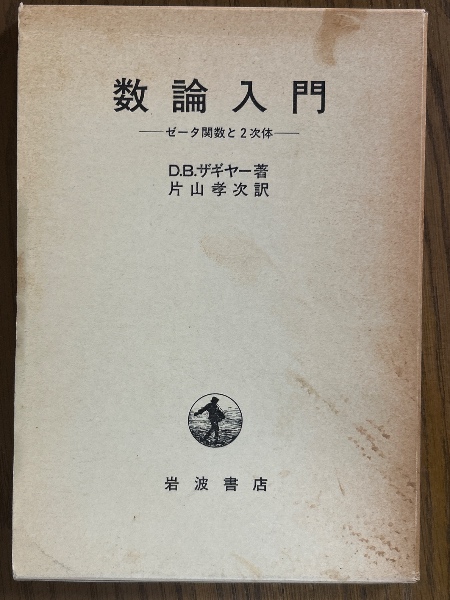 数論入門
―ゼータ関数と2次体―
D.B.ザギヤー著
片山孝次訳
岩波書店